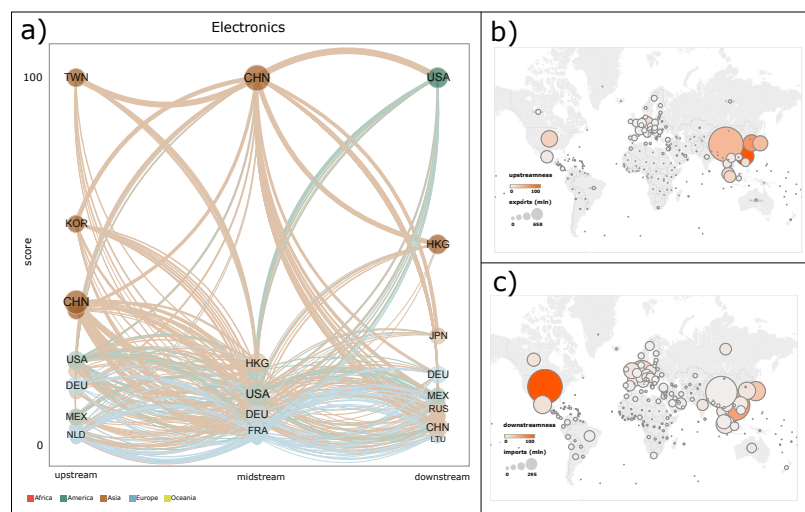 a)
Electronics
score
100
0
TWN
CHN
USA
KOR
HKG
CHN
JPN
USA
HKG
DEU
DEU
USA
MEX
MEX
DEU
RUS
NLD
FRA
CHN
LTU
upstream
midstream
downstream
Africa America Asia Europe Oceania
b)
upstreamness
0 100
exports (mln)
0 658
c)
downstreamness
0 100
imports (mln)
0 295